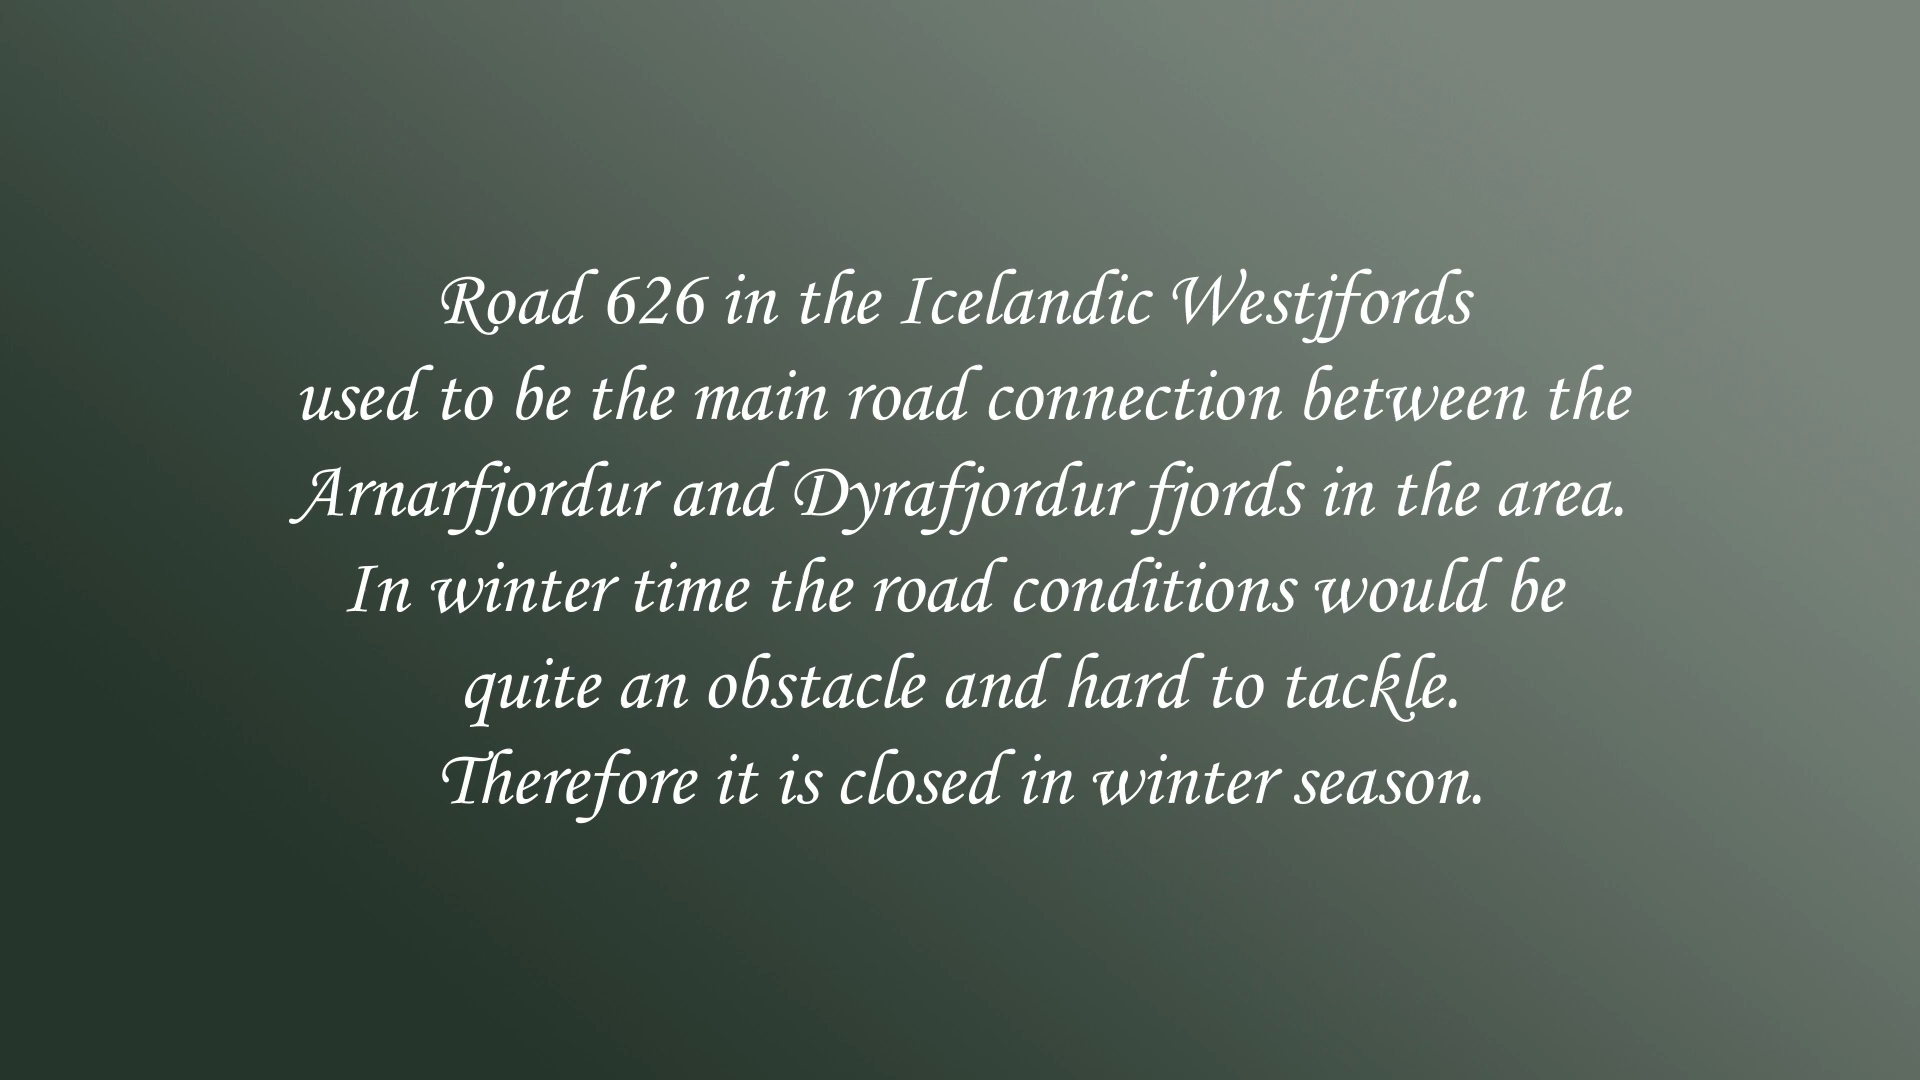 Road 626 in the Icelandic Westjfords
used to be the main road connection between the
Arnarfjordur and Dyrafjordur fjords in the area.
In winter time the road conditions would be
quite an obstacle and hard to tackle.
Therefore it is closed in winter season.